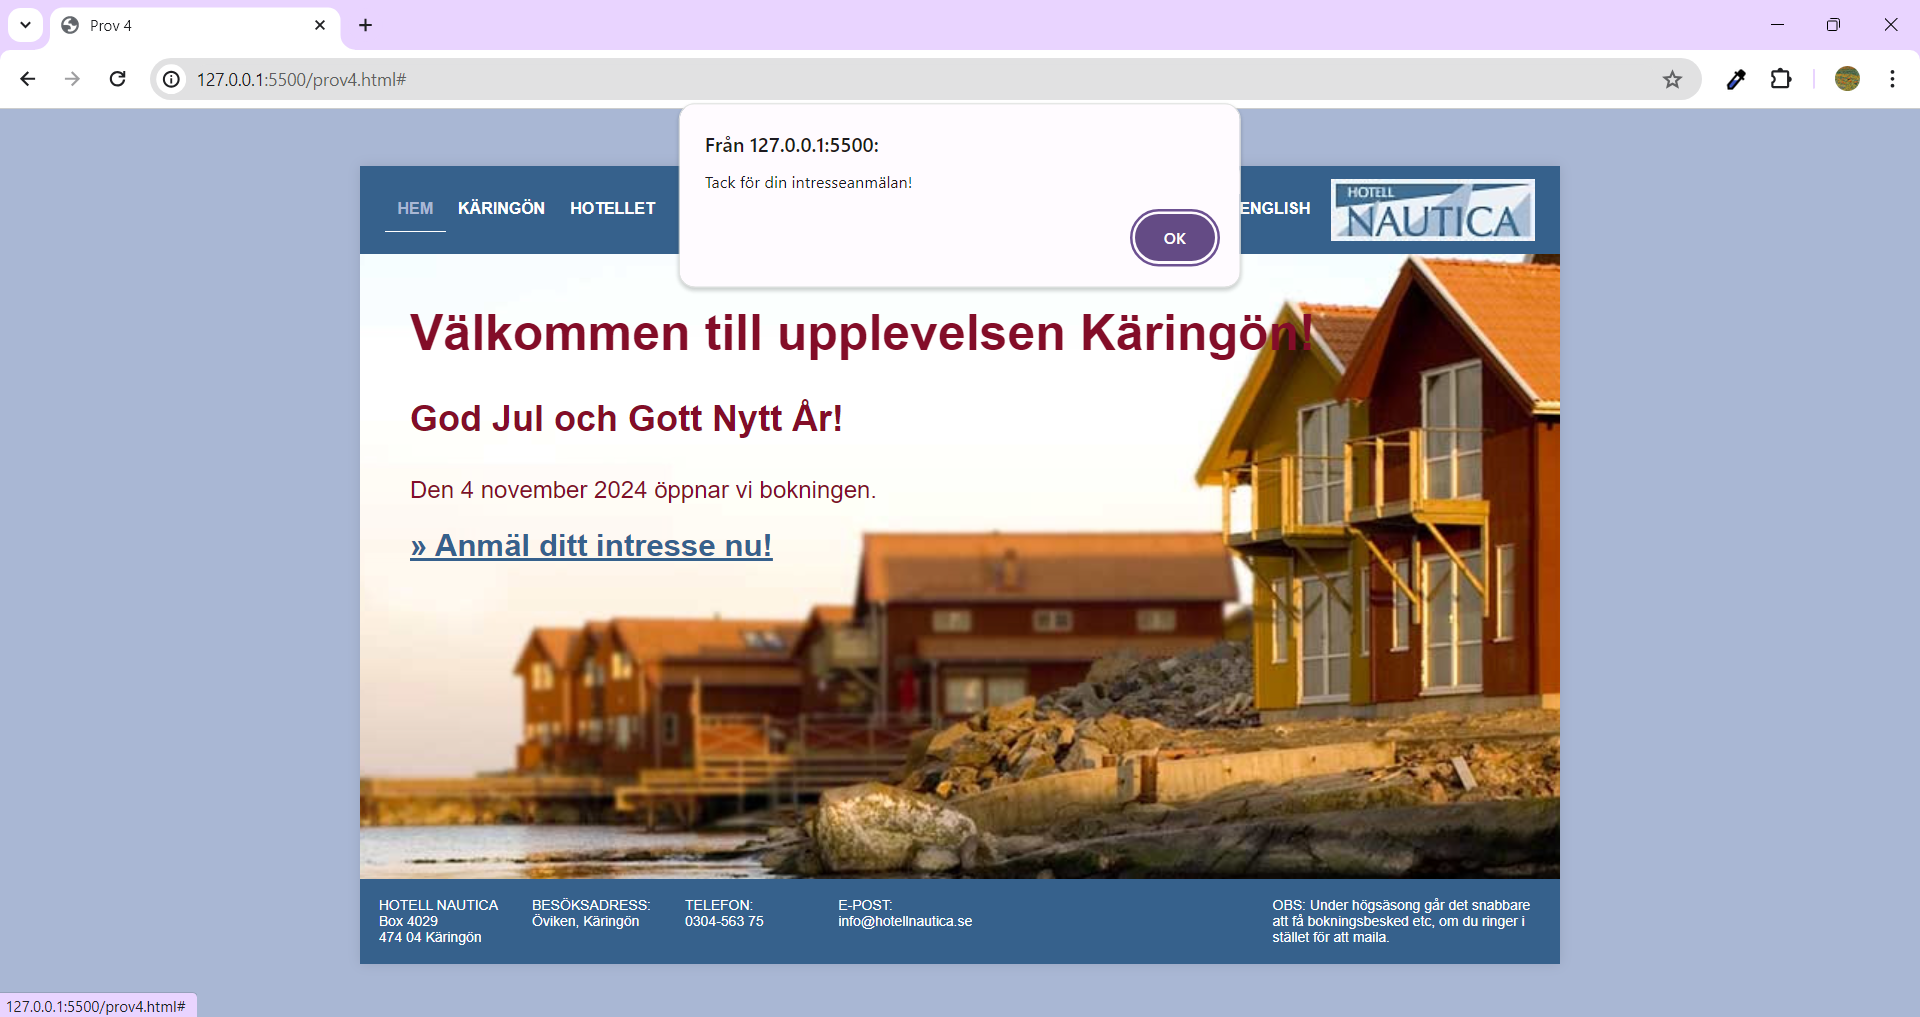 Prov 4
127.0.0.1:5500/prov4.html#
Från 127.0.0.1:5500:
Tack för din intresseanmälan!
OK
HEM KÄRINGÖN HOTELLET
ENGLISH
HOTELL
NAUTICA
Välkommen till upplevelsen Käringön!
God Jul och Gott Nytt År!
Den 4 november 2024 öppnar vi bokningen.
» Anmäl ditt intresse nu!
HOTELL NAUTICA
Box 4029
474 04 Käringön
BESÖKSADRESS:
Öviken, Käringön
TELEFON:
0304-563 75
E-POST:
info@hotellnautica.se
OBS: Under högsäsong går det snabbare
att få bokningsbesked etc, om du ringer i
stället för att maila.
127.0.0.1:5500/prov4.html#